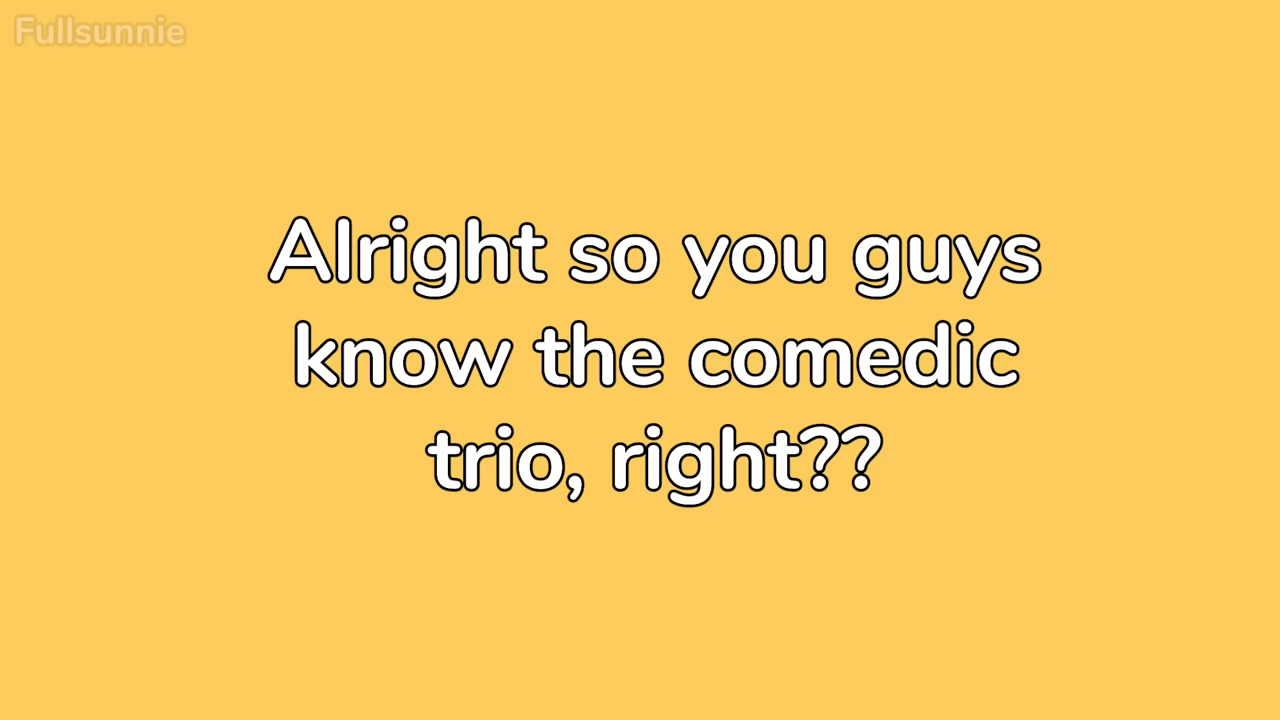 Fullsunnie
Alright so you guys
know the comedic
trio, right??